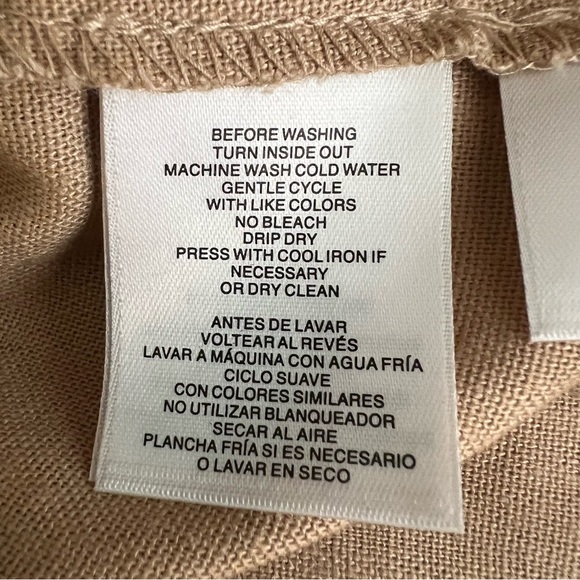 BEFORE WASHING
TURN INSIDE OUT
MACHINE WASH COLD WATER
GENTLE CYCLE
WITH LIKE COLORS
NO BLEACH
DRIP DRY
PRESS WITH COOL IRON IF
NECESSARY
OR DRY CLEAN
ANTES DE LAVAR
VOLTEAR AL REVÉS
LAVAR A MÁQUINA CON AGUA FRÍA
CICLO SUAVE
CON COLORES SIMILARES
NO UTILIZAR BLANQUEADOR
SECAR AL AIRE
PLANCHA FRÍA SI ES NECESARIO
O LAVAR EN SECO